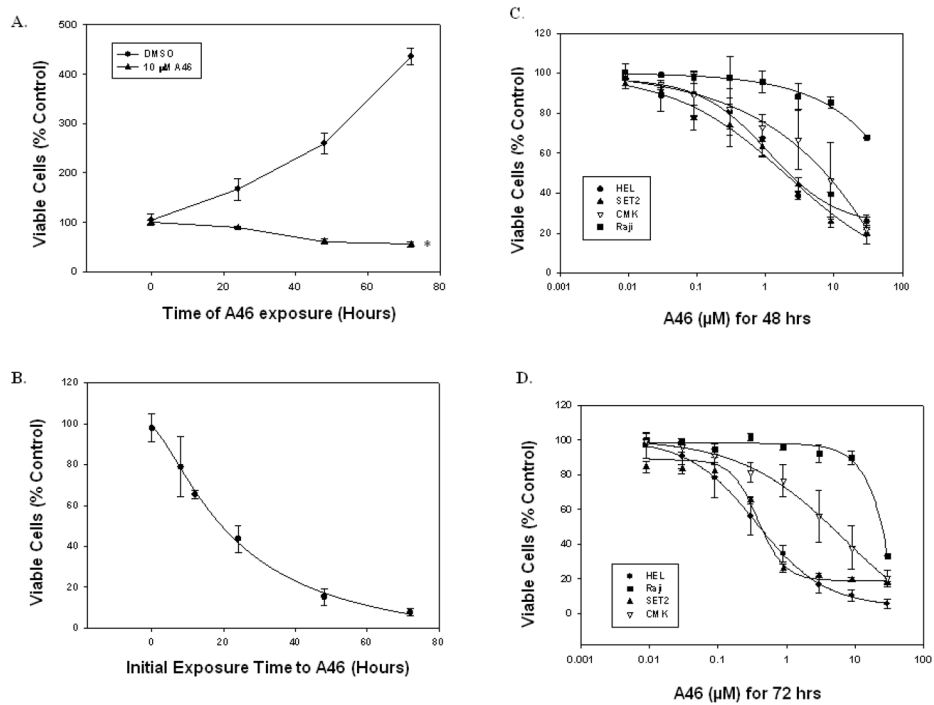 A.
500
400
300
200
100
0
Viable Cells (% Control)
DMSO
10 µM A46
*
0 20 40 60 80
Time of A46 exposure (Hours)
C.
120
100
80
60
40
20
0
Viable Cells (% Control)
HEL
SET2
CMK
Raji
0.001 0.01 0.1 1 10 100
A46 (µM) for 48 hrs
B.
120
100
80
60
40
20
0
Viable Cells (% Control)
0 20 40 60 80
Initial Exposure Time to A46 (Hours)
D.
120
100
80
60
40
20
0
Viable Cells (% Control)
HEL
Raji
SET2
CMK
0.001 0.01 0.1 1 10 100
A46 (µM) for 72 hrs